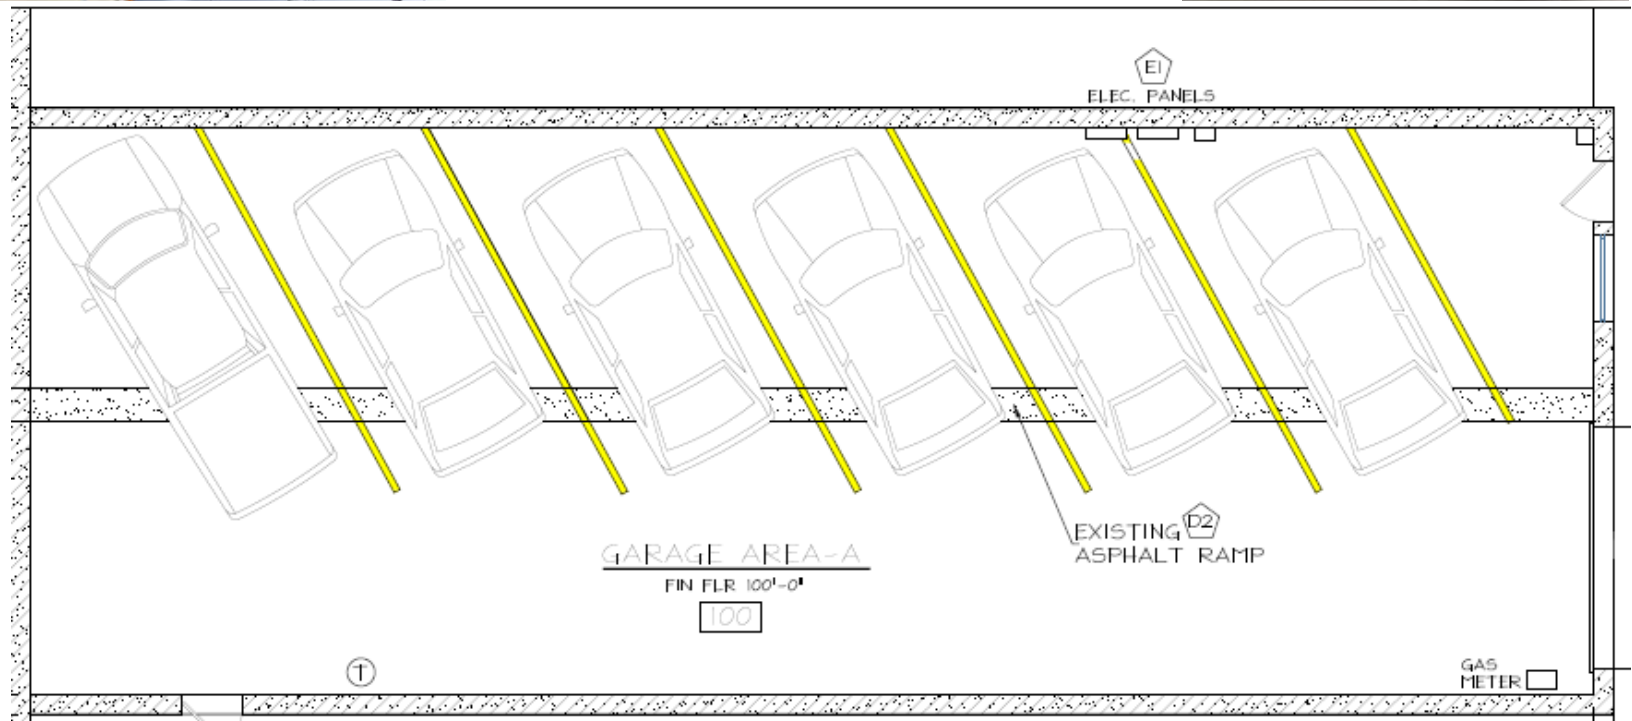 E1
ELEC. PANELS
EXISTING D2
ASPHALT RAMP
GARAGE AREA-A
FIN FLR 100'-0"
100
T
GAS
METER